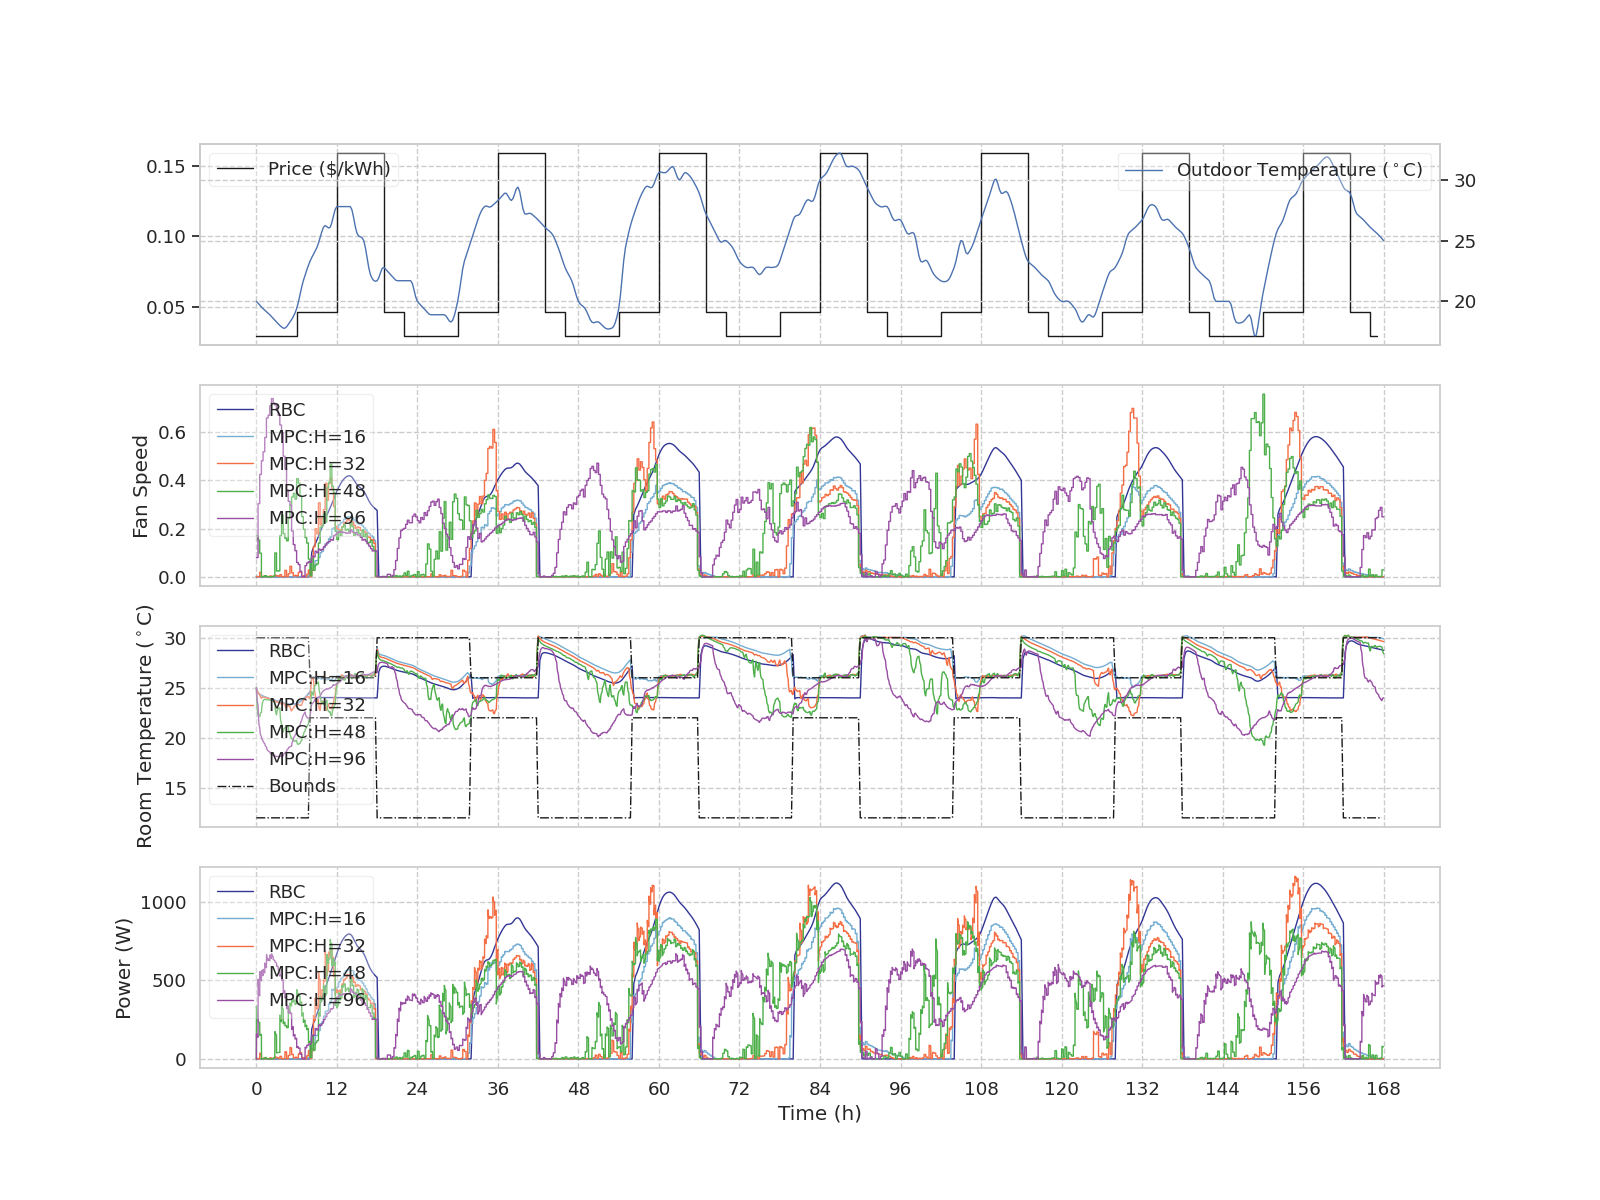 Price ($/kWh)
Outdoor Temperature (°C)
0.15
0.10
0.05
30
25
20
Fan Speed
0.6
0.4
0.2
0.0
RBC
MPC:H=16
MPC:H=32
MPC:H=48
MPC:H=96
Room Temperature (°C)
30
25
20
15
RBC
MPC:H=16
MPC:H=32
MPC:H=48
MPC:H=96
Bounds
Power (W)
1000
500
0
RBC
MPC:H=16
MPC:H=32
MPC:H=48
MPC:H=96
0 12 24 36 48 60 72 84 96 108 120 132 144 156 168
Time (h)